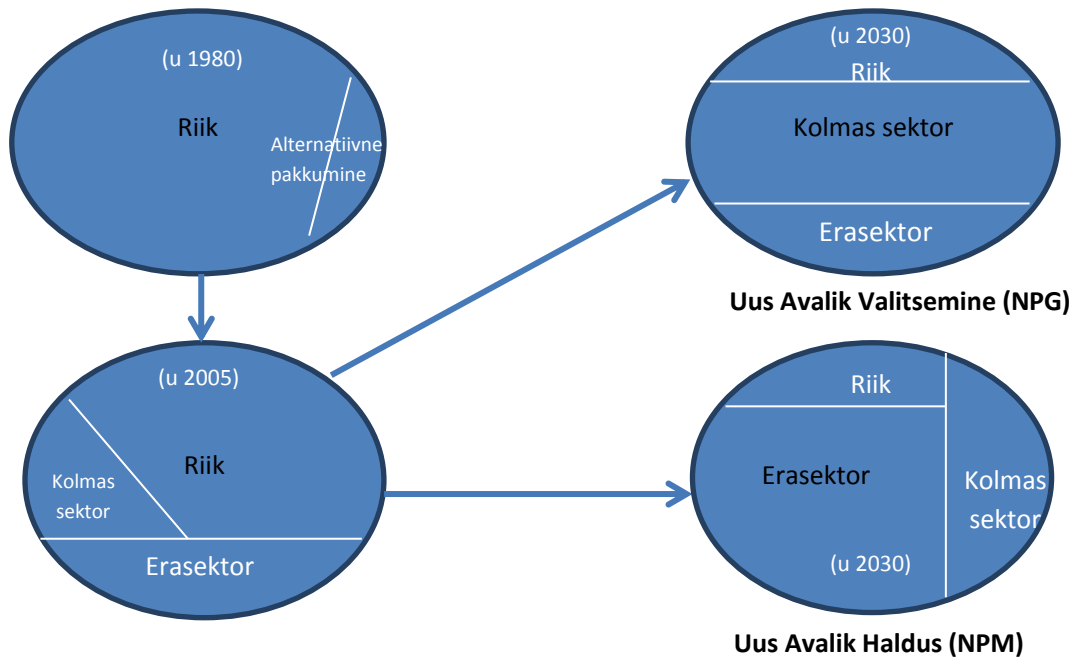 (u 1980)
Riik
Alternatiivne
pakkumine
(u 2030)
Riik
Kolmas sektor
Erasektor
Uus Avalik Valitsemine (NPG)
(u 2005)
Riik
Kolmas
sektor
Erasektor
Riik
Erasektor
Kolmas
sektor
(u 2030)
Uus Avalik Haldus (NPM)